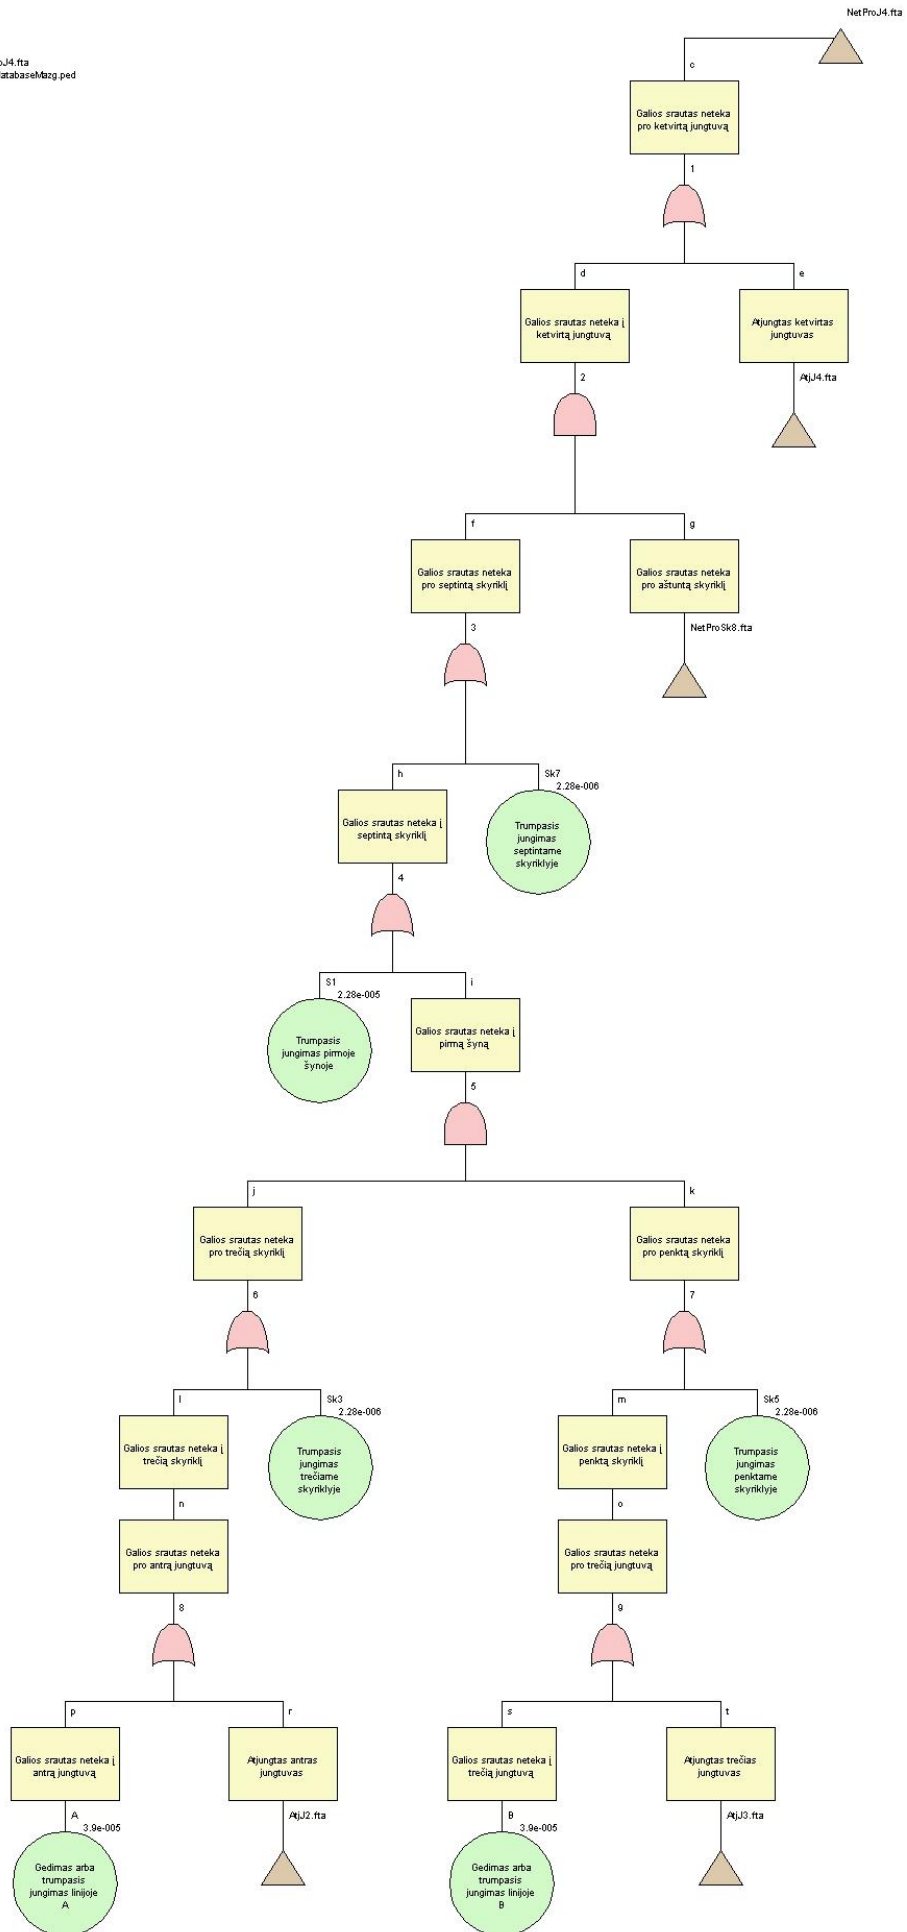 NetProJ4.fta
oJ4.fta
atabaseMazg.ped
c
Galios srautas neteka
pro ketvirtą jungtuvą
1
d
e
Galios srautas neteka į
ketvirtą jungtuvą
Atjungtas ketvirtas
jungtuvas
2
AtjJ4.fta
f
g
Galios srautas neteka
pro septintą skyriklį
Galios srautas neteka
pro aštuntą skyriklį
3
NetProSk8.fta
h
Sk7
2.28e-006
Galios srautas neteka į
septintą skyriklį
Trumpasis
jungimas
septintame
skyriklyje
4
S1
2.28e-005
i
Trumpasis
jungimas pirmoje
šynoje
Galios srautas neteka į
pirmą šyną
5
j
k
Galios srautas neteka
pro trečią skyriklį
Galios srautas neteka
pro penktą skyriklį
6
7
l
Sk3
2.28e-006
m
Sk5
2.28e-006
Galios srautas neteka į
trečią skyriklį
Trumpasis
jungimas
trečiame
skyriklyje
Galios srautas neteka į
penktą skyriklį
Trumpasis
jungimas
penktame
skyriklyje
n
o
Galios srautas neteka
pro antrą jungtuvą
Galios srautas neteka
pro trečią jungtuvą
8
9
p
r
s
t
Galios srautas neteka į
antrą jungtuvą
Atjungtas antras
jungtuvas
Galios srautas neteka į
trečią jungtuvą
Atjungtas trečias
jungtuvas
A
3.9e-005
AtjJ2.fta
B
3.9e-005
AtjJ3.fta
Gedimas arba
trumpasis
jungimas linijoje
A
Gedimas arba
trumpasis
jungimas linijoje
B